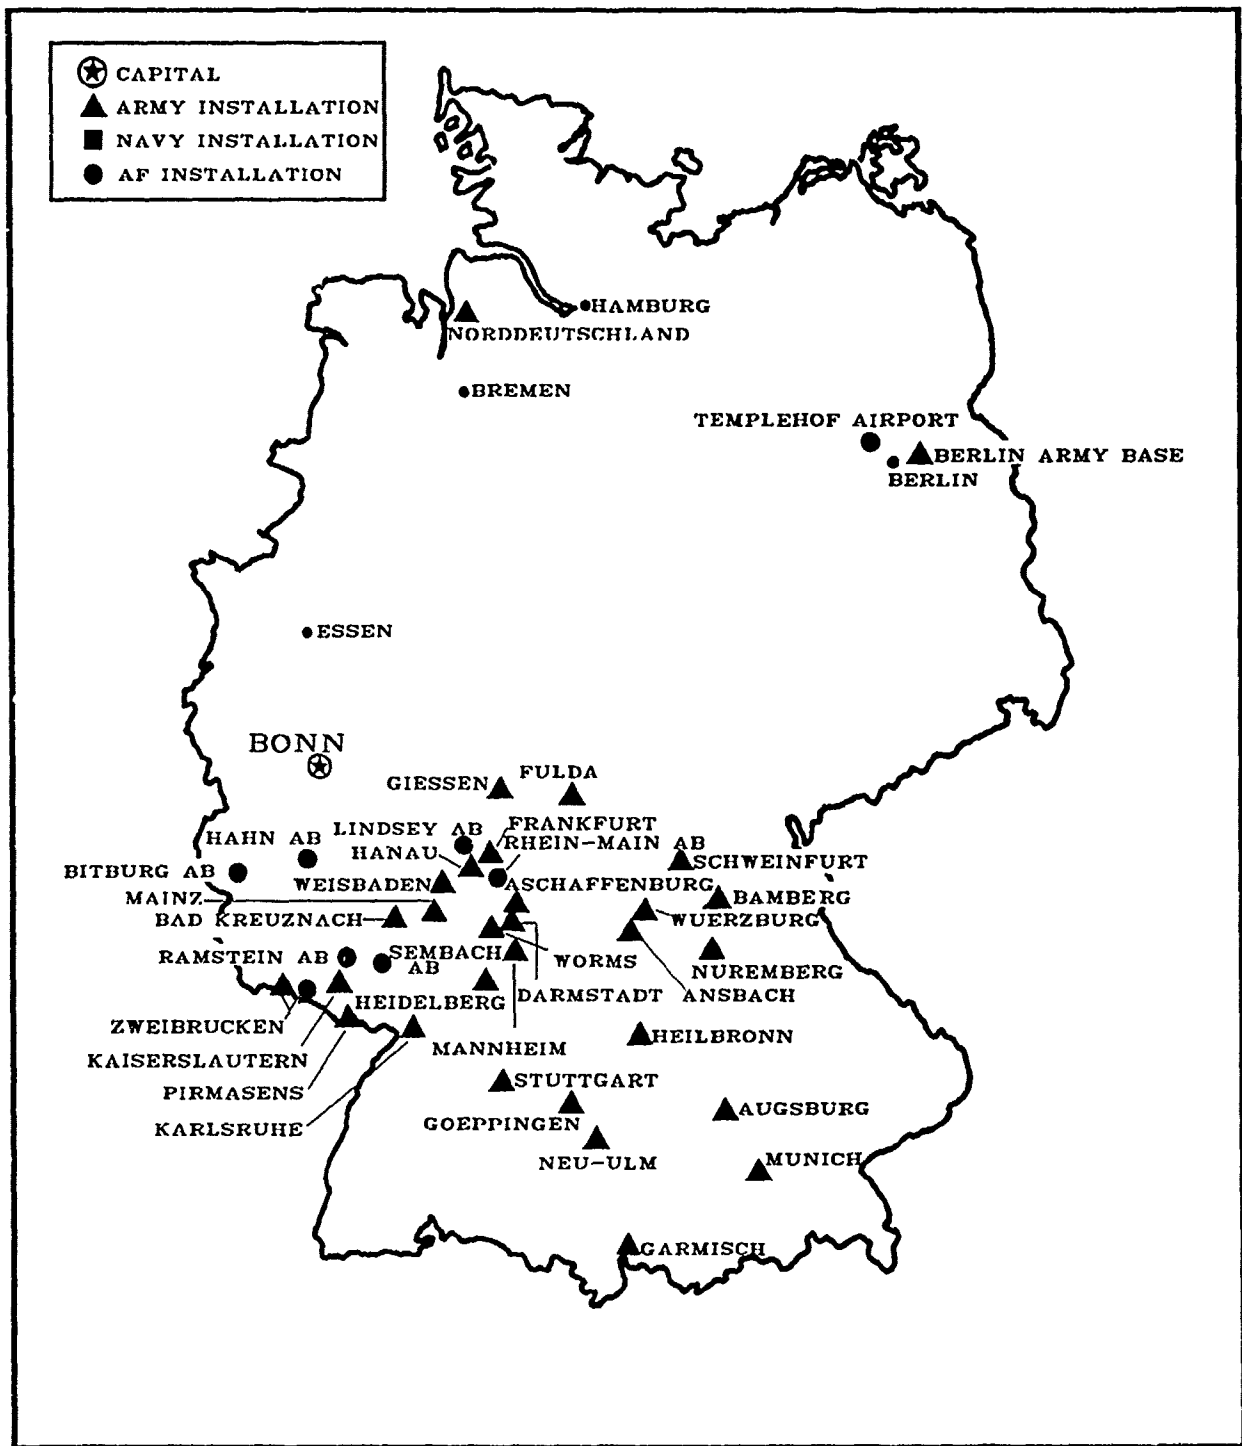 CAPITAL
ARMY INSTALLATION
NAVY INSTALLATION
AF INSTALLATION
HAMBURG
NORDDEUTSCHLAND
BREMEN
TEMPLEHOF AIRPORT
BERLIN ARMY BASE
BERLIN
ESSEN
BONN
FULDA
GIESSEN
LINDSEY AB
FRANKFURT
HAHN AB
RHEIN-MAIN AB
HANAU
SCHWEINFURT
BITBURG AB
WEISBADEN
ASCHAFFENBURG
MAINZ
BAMBERG
BAD KREUZNACH
WUERZBURG
RAMSTEIN AB
SEMBACH
AB
WORMS
NUREMBERG
DARMSTADT
ANSBACH
HEIDELBERG
ZWEIBRUCKEN
HEILBRONN
MANNHEIM
KAISERSLAUTERN
STUTTGART
PIRMASENS
AUGSBURG
GOEPPINGEN
KARLSRUHE
NEU-ULM
MUNICH
GARMISCH